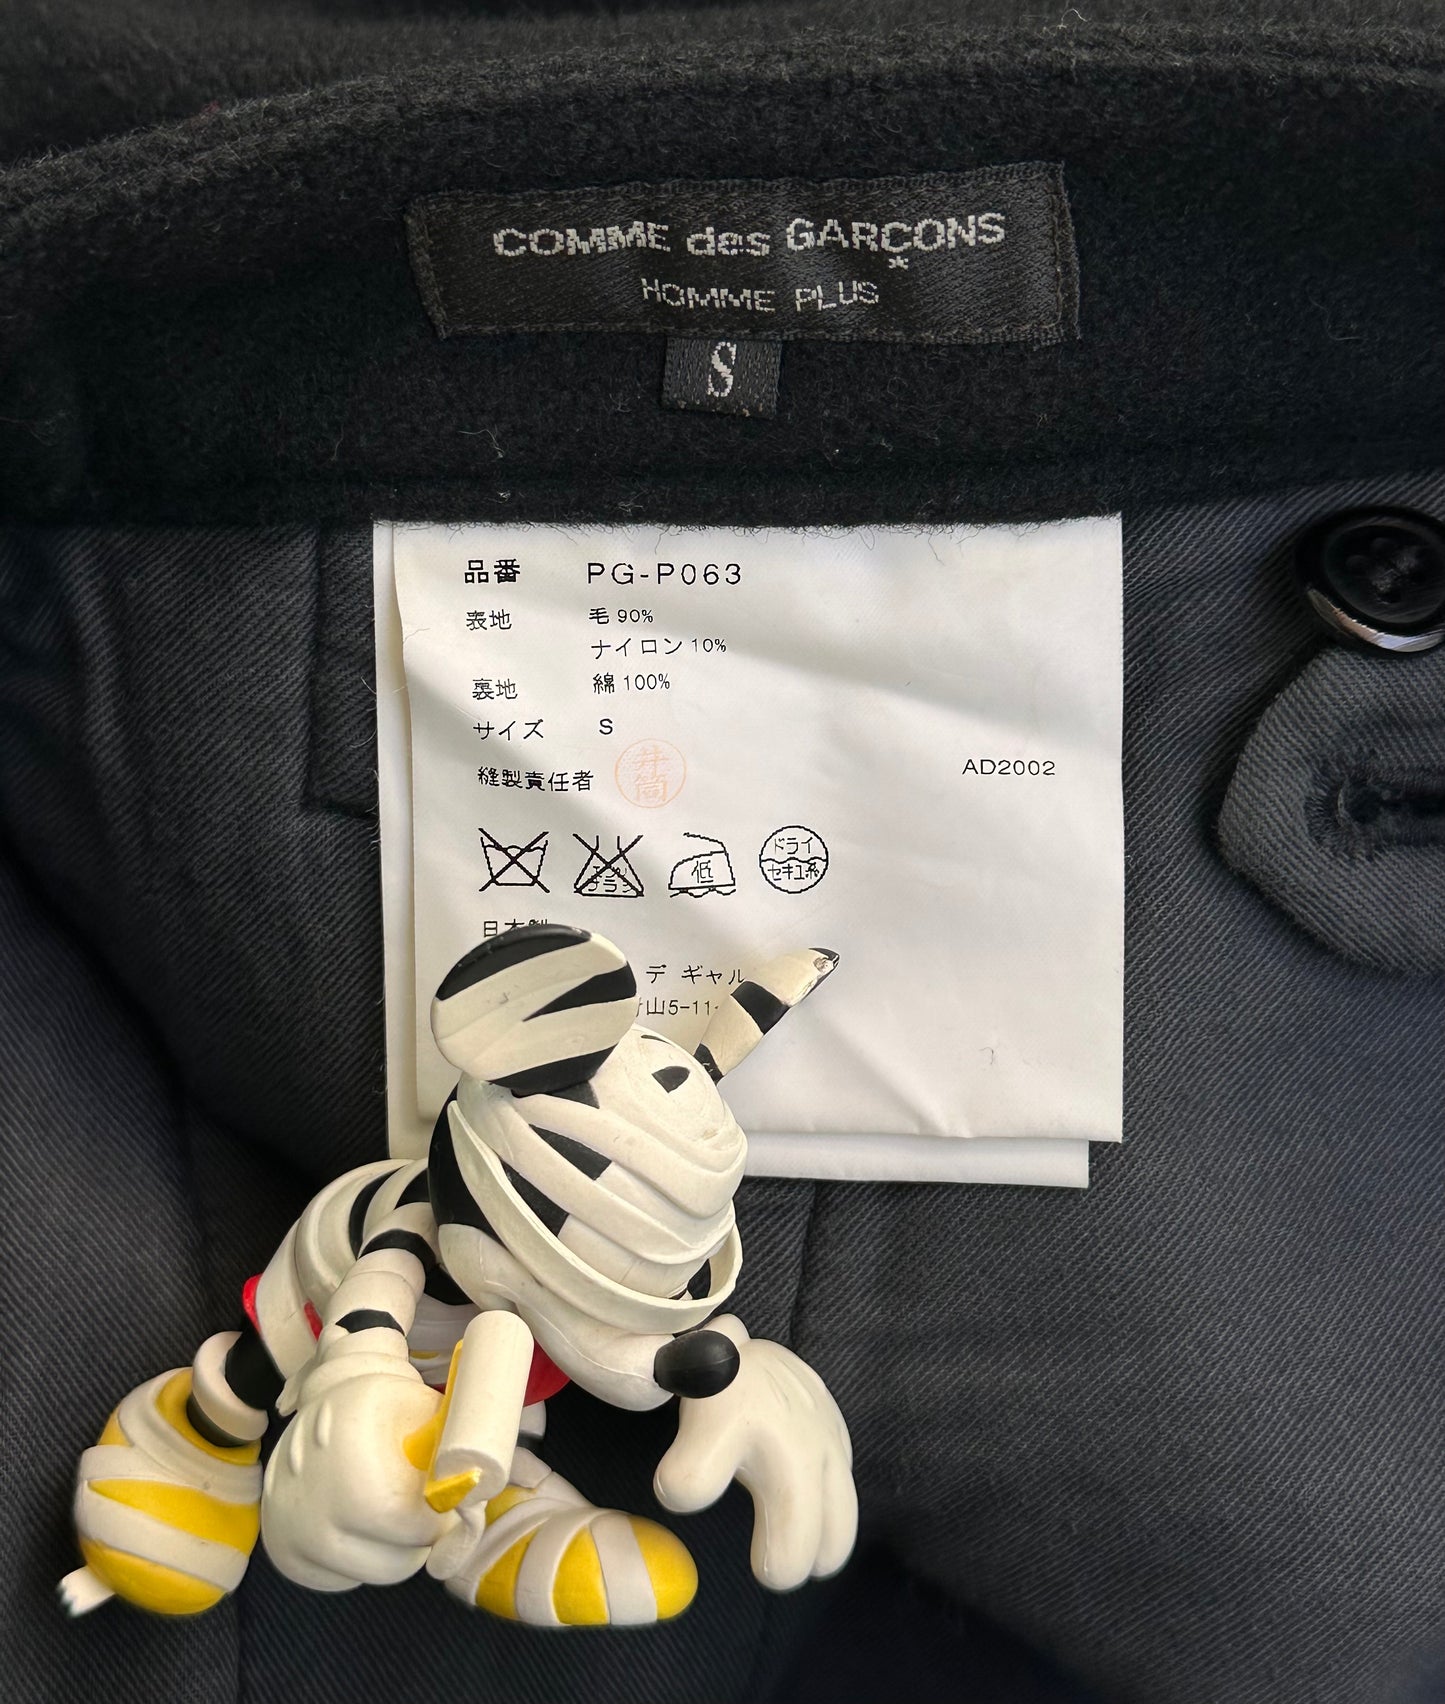 COMME des GARÇONS
HOMME PLUS
S
品番 PG-P063
表地 毛 90%
ナイロン 10%
裏地 綿 100%
サイズ S
縫製責任者 井筒
AD2002
低
ドライ
セキユ系
日本製
デ ギャル
山5-11-